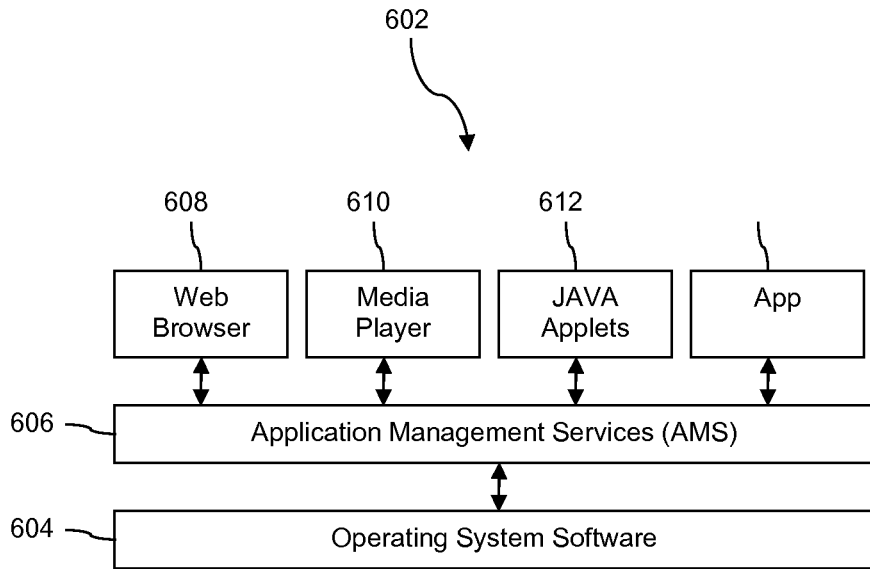 602
608
610
612
Web
Browser
Media
Player
JAVA
Applets
App
606
Application Management Services (AMS)
604
Operating System Software